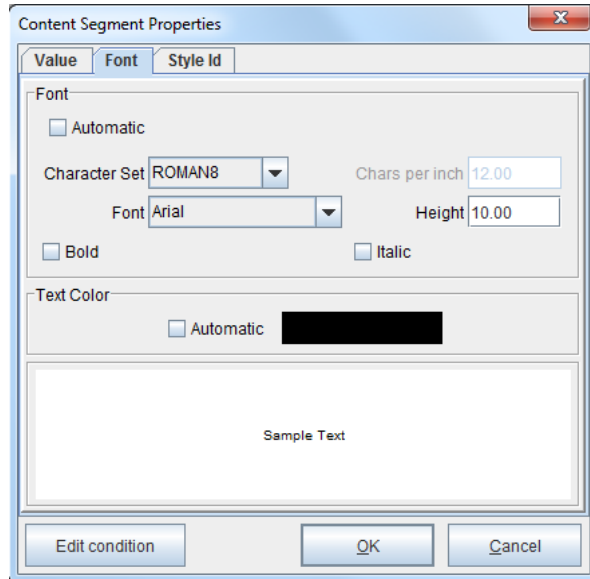 Content Segment Properties
Value Font Style Id
Font
Automatic
Character Set ROMAN8 Chars per inch 12.00
Font Arial Height 10.00
Bold Italic
Text Color
Automatic
Sample Text
Edit condition OK Cancel